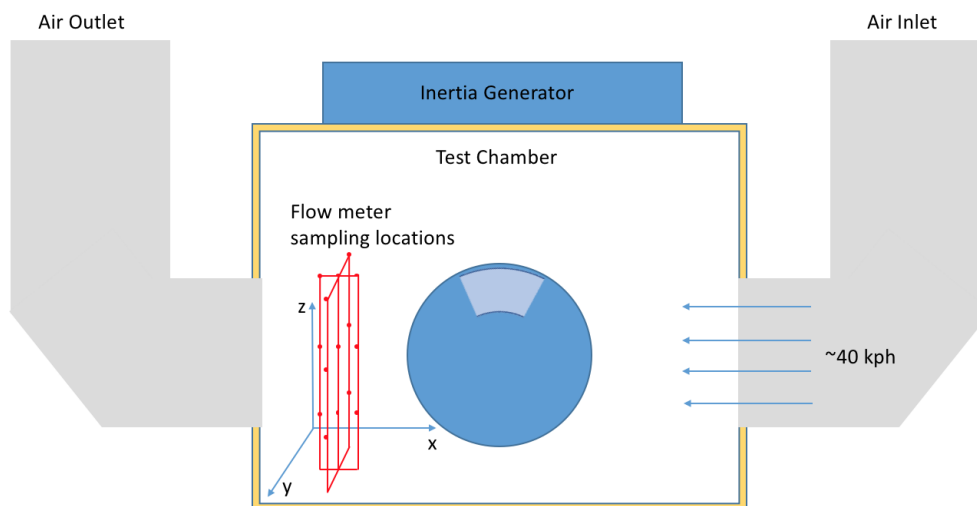 Air Outlet
Air Inlet
Inertia Generator
Test Chamber
Flow meter
sampling locations
z
~40 kph
x
y